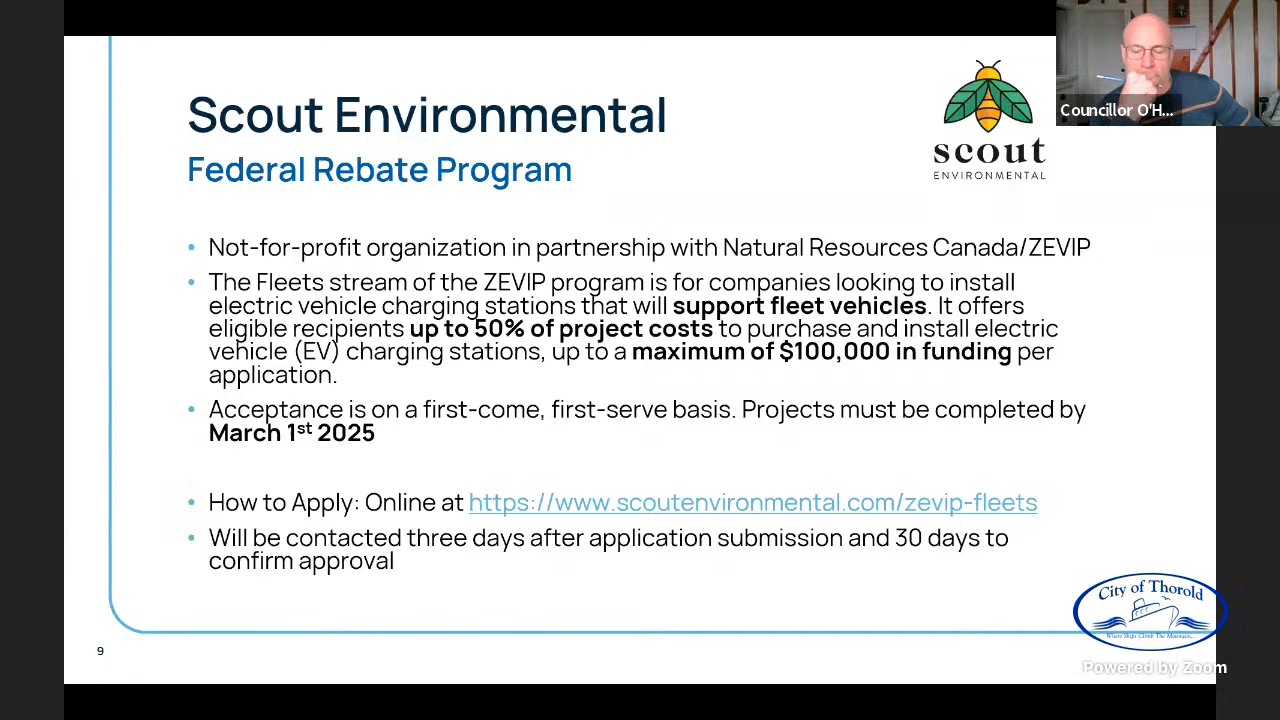 Scout Environmental
Federal Rebate Program
scout
ENVIRONMENTAL
Councillor O'H...
• Not-for-profit organization in partnership with Natural Resources Canada/ZEVIP
• The Fleets stream of the ZEVIP program is for companies looking to install
electric vehicle charging stations that will support fleet vehicles. It offers
eligible recipients up to 50% of project costs to purchase and install electric
vehicle (EV) charging stations, up to a maximum of $100,000 in funding per
application.
• Acceptance is on a first-come, first-serve basis. Projects must be completed by
March 1st 2025
• How to Apply: Online at https://www.scoutenvironmental.com/zevip-fleets
• Will be contacted three days after application submission and 30 days to
confirm approval
City of Thorold
Where Ships Climb The Mountain...
9
Powered by Zoom